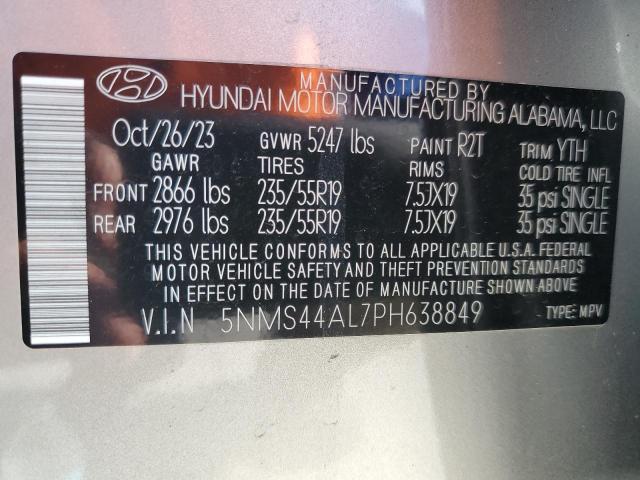 MANUFACTURED BY
HYUNDAI MOTOR MANUFACTURING ALABAMA, LLC
Oct/26/23 GVWR 5247 lbs PAINT R2T TRIM YTH
GAWR TIRES RIMS COLD TIRE INFL
FRONT 2866 lbs 235/55R19 7.5JX19 35 psi SINGLE
REAR 2976 lbs 235/55R19 7.5JX19 35 psi SINGLE
THIS VEHICLE CONFORMS TO ALL APPLICABLE U.S.A. FEDERAL
MOTOR VEHICLE SAFETY AND THEFT PREVENTION STANDARDS
IN EFFECT ON THE DATE OF MANUFACTURE SHOWN ABOVE
V.I.N 5NMS44AL7PH638849 TYPE: MPV